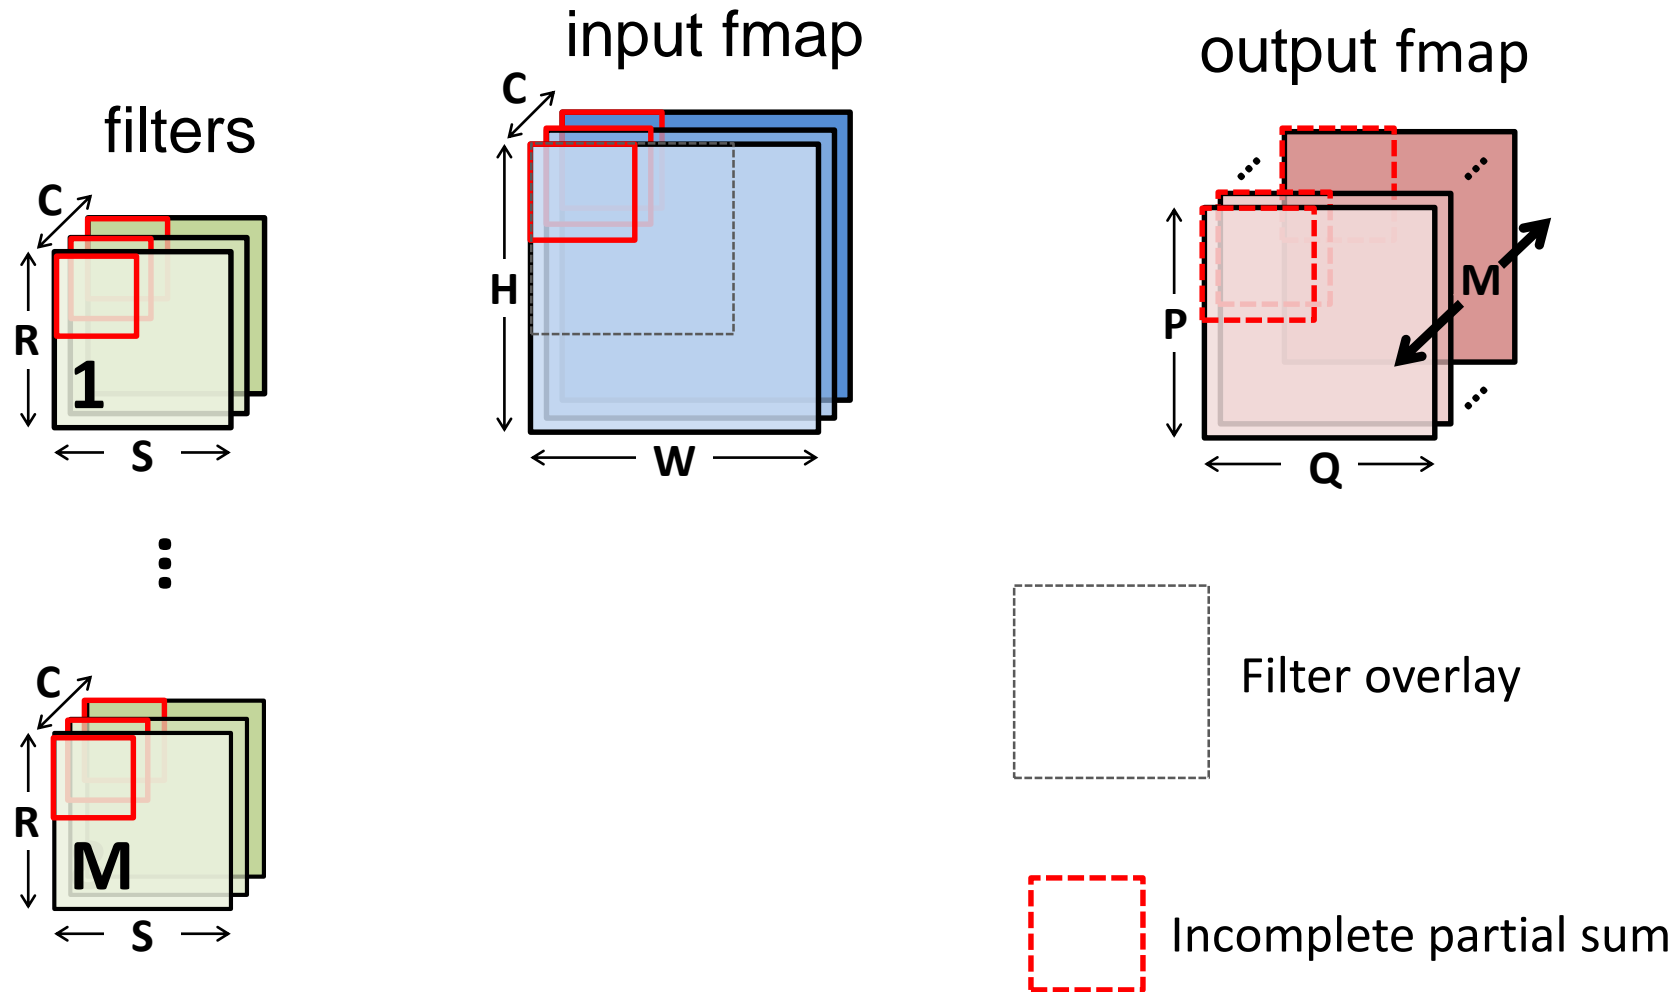 input fmap
output fmap
filters
C
C
R
1
S
H
W
P
M
Q
C
R
M
S
Filter overlay
Incomplete partial sum